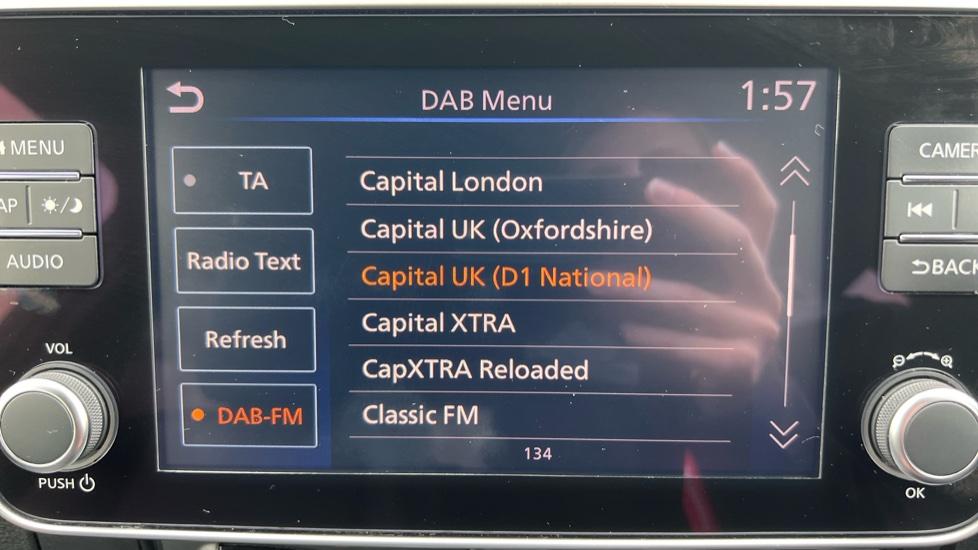 DAB Menu
1:57
TA
Radio Text
Refresh
DAB-FM
Capital London
Capital UK (Oxfordshire)
Capital UK (D1 National)
Capital XTRA
CapXTRA Reloaded
Classic FM
134
MENU
AP
AUDIO
VOL
PUSH
CAMER
BACK
OK